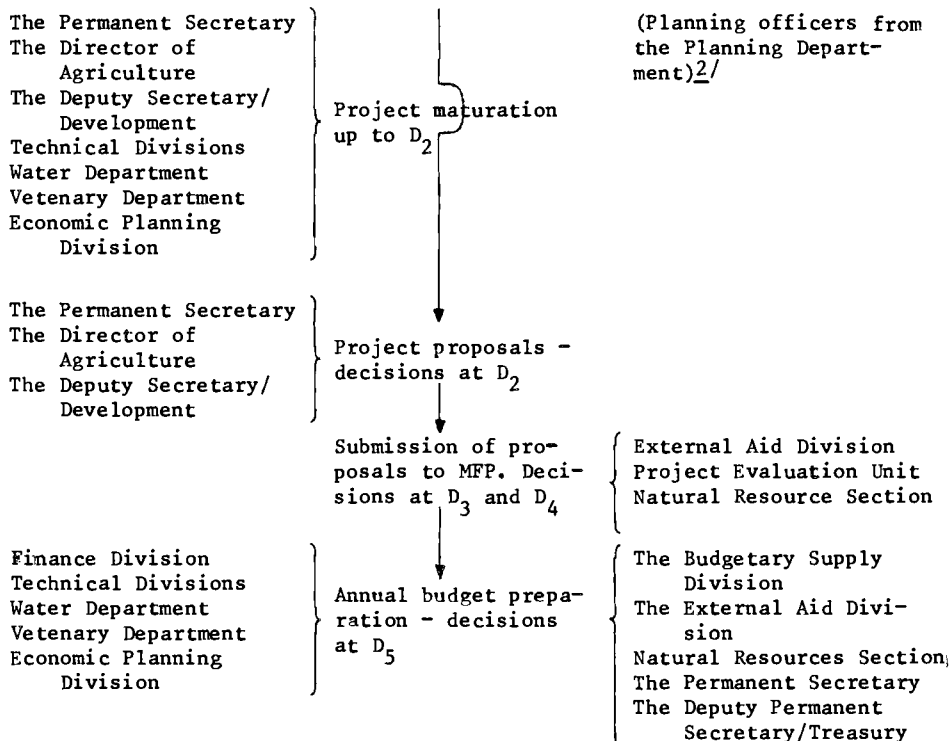 The Permanent Secretary
The Director of
Agriculture
The Deputy Secretary/
Development
Technical Divisions
Water Department
Vetenary Department
Economic Planning
Division
Project maturation
up to D2
(Planning officers from
the Planning Depart-
ment)2/
The Permanent Secretary
The Director of
Agriculture
The Deputy Secretary/
Development
Project proposals -
decisions at D2
Submission of pro-
posals to MFP. Deci-
sions at D3 and D4
External Aid Division
Project Evaluation Unit
Natural Resource Section
Finance Division
Technical Divisions
Water Department
Vetenary Department
Economic Planning
Division
Annual budget prepa-
ration - decisions
at D5
The Budgetary Supply
Division
The External Aid Divi-
sion
Natural Resources Section,
The Permanent Secretary
The Deputy Permanent
Secretary/Treasury